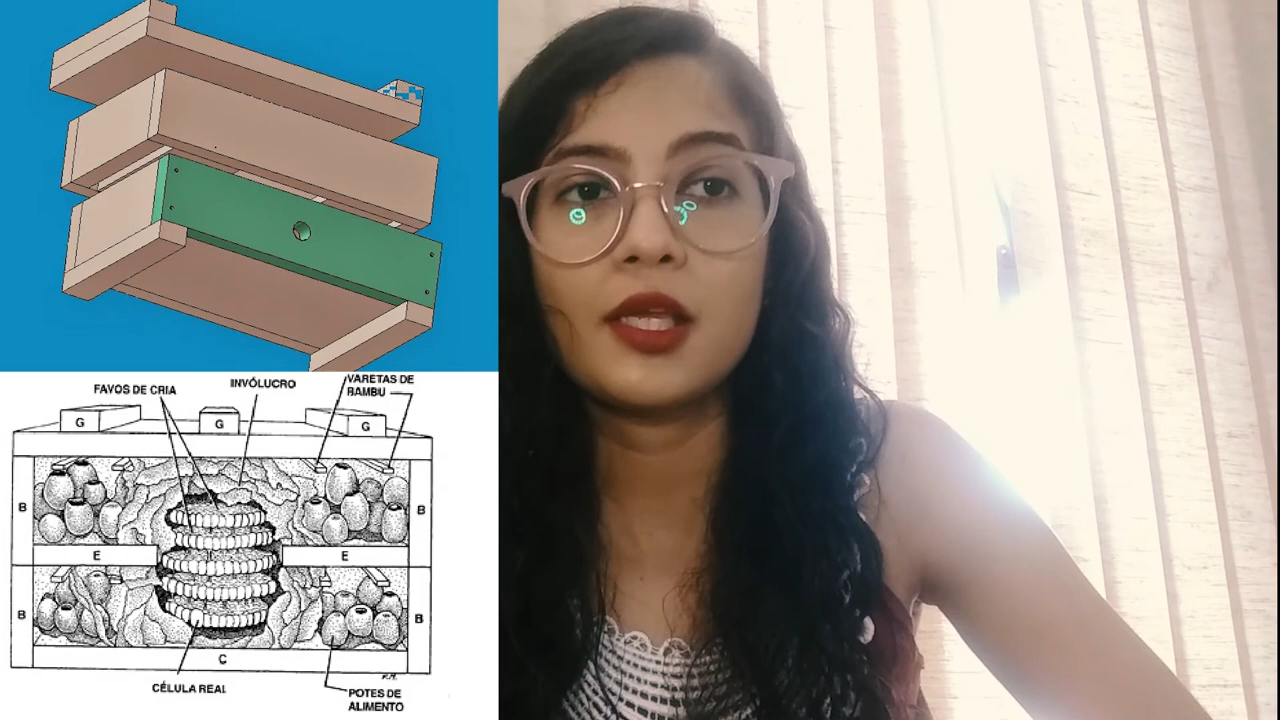 FAVOS DE CRIA
INVÓLUCRO
VARETAS DE
BAMBU
G
G
G
B
B
E
E
B
B
C
CÉLULA REAL
POTES DE
ALIMENTO